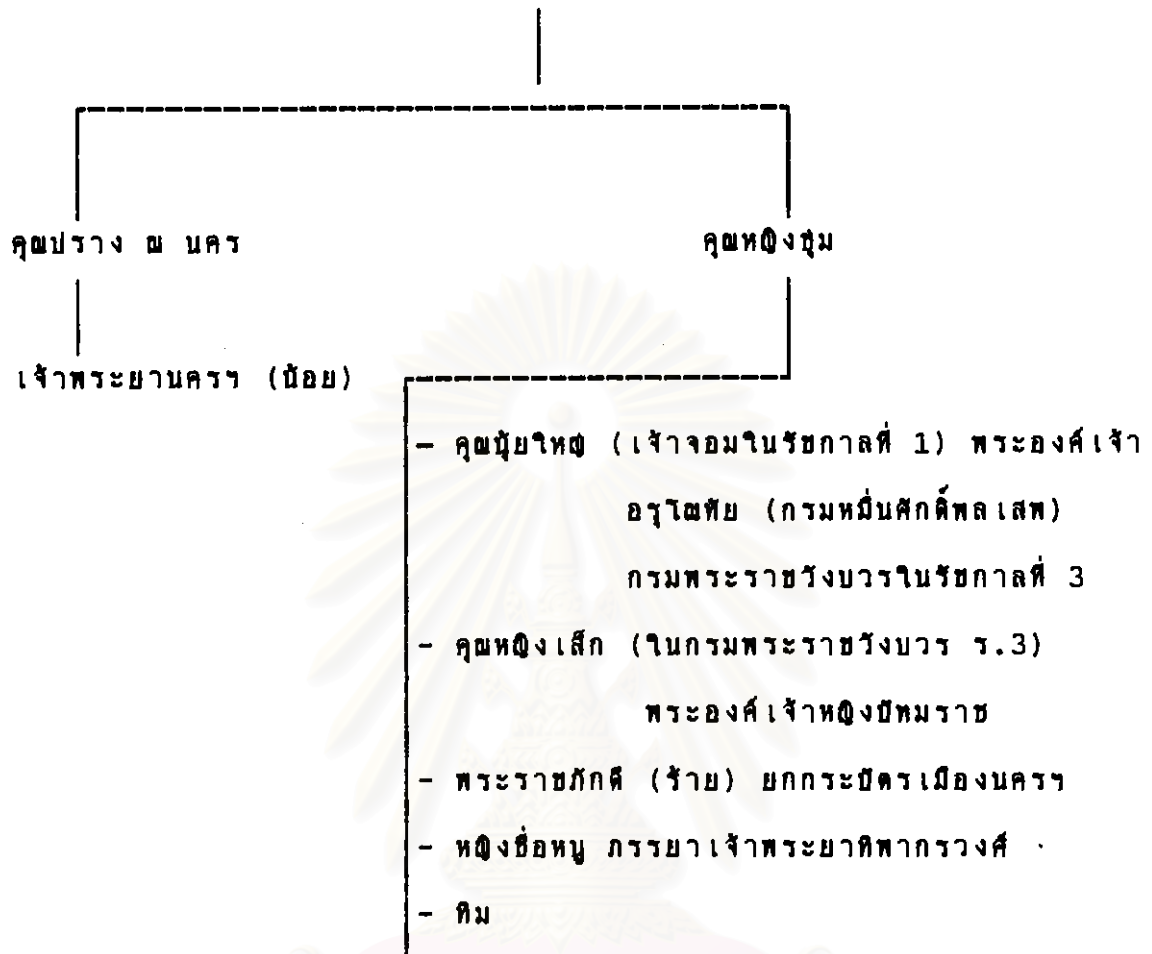 คุณปราง ณ นคร
คุณหญิงชุ่ม
เจ้าพระยานครฯ (น้อย)
- คุณนุ้ยใหญ่ (เจ้าจอมในรัชกาลที่ 1) พระองค์เจ้า
อรุโณทัย (กรมหมื่นศักดิ์พลเสพ)
กรมพระราชวังบวรในรัชกาลที่ 3
- คุณหญิงเล็ก (ในกรมพระราชวังบวร ร.3)
พระองค์เจ้าหญิงปัทมราช
- พระราชภักดี (ร้าย) ยกกระบัตรเมืองนครฯ
- หญิงชื่อหนู ภรรยาเจ้าพระยาทิพากรวงศ์
- ทิม